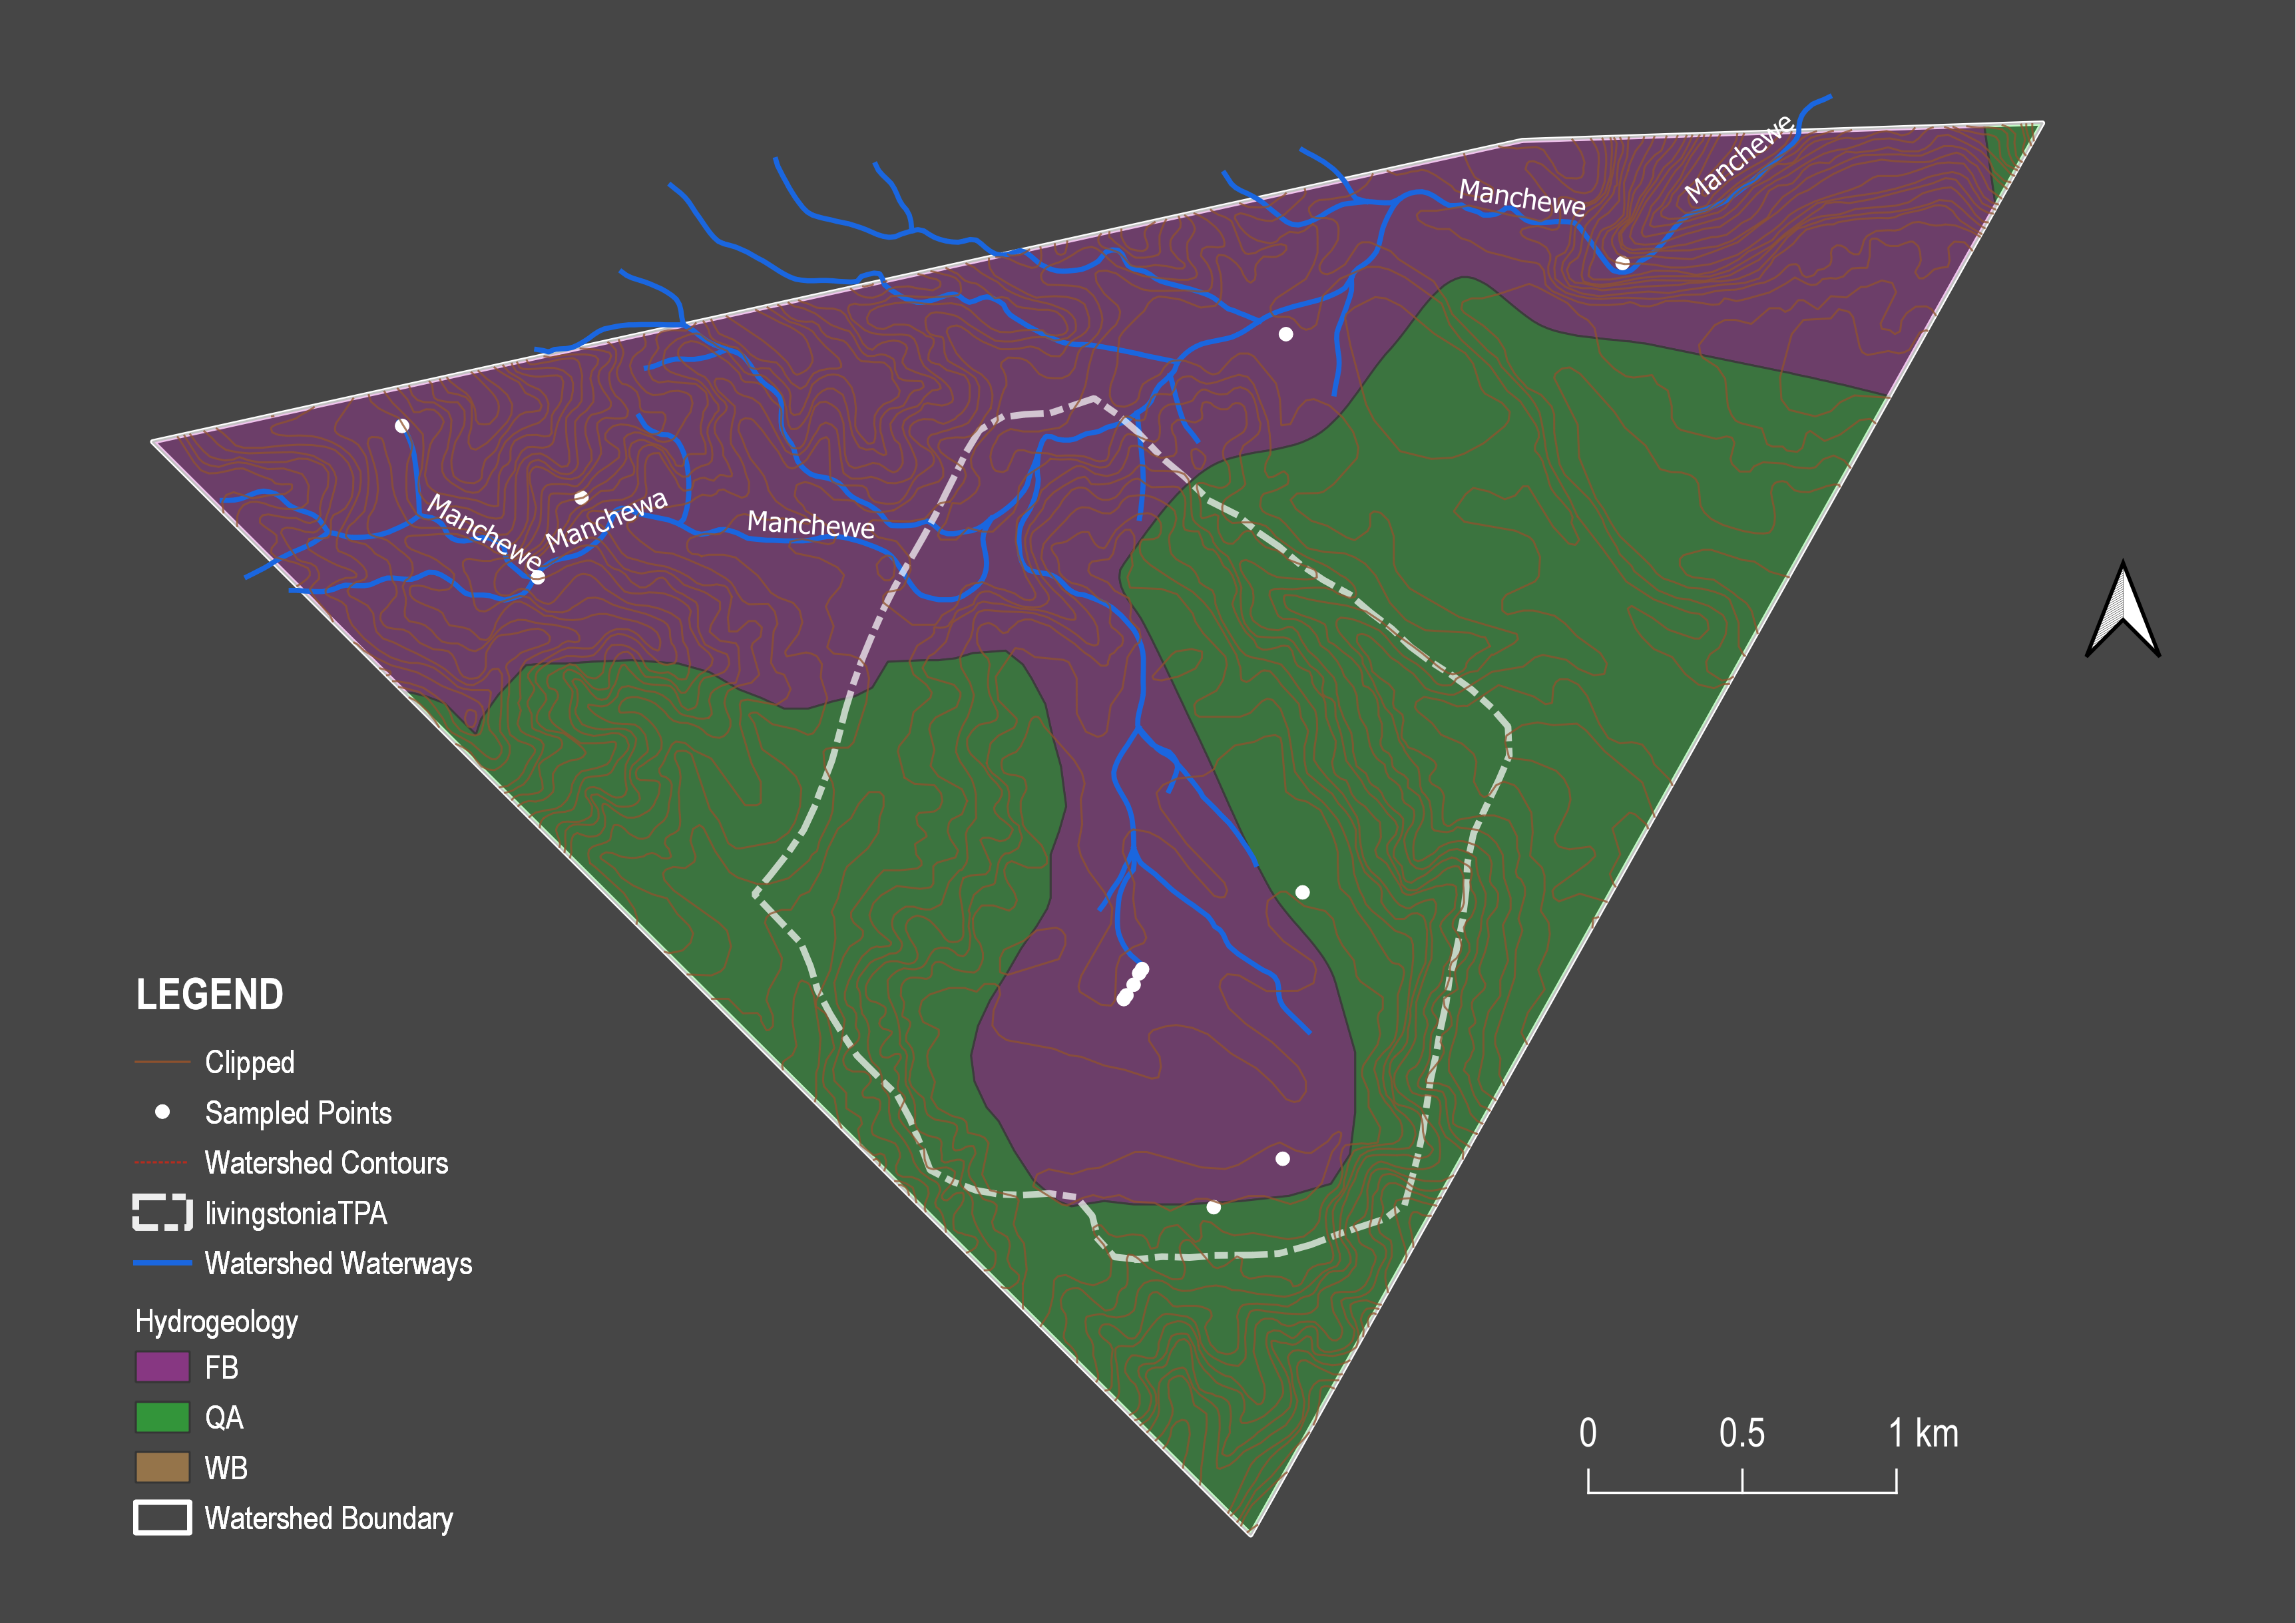 Manchewe
Manchewe
Manchewe
Manchewa
Manchewe
LEGEND
Clipped
Sampled Points
Watershed Contours
livingstoniaTPA
Watershed Waterways
Hydrogeology
FB
QA
WB
Watershed Boundary
0 0.5 1 km